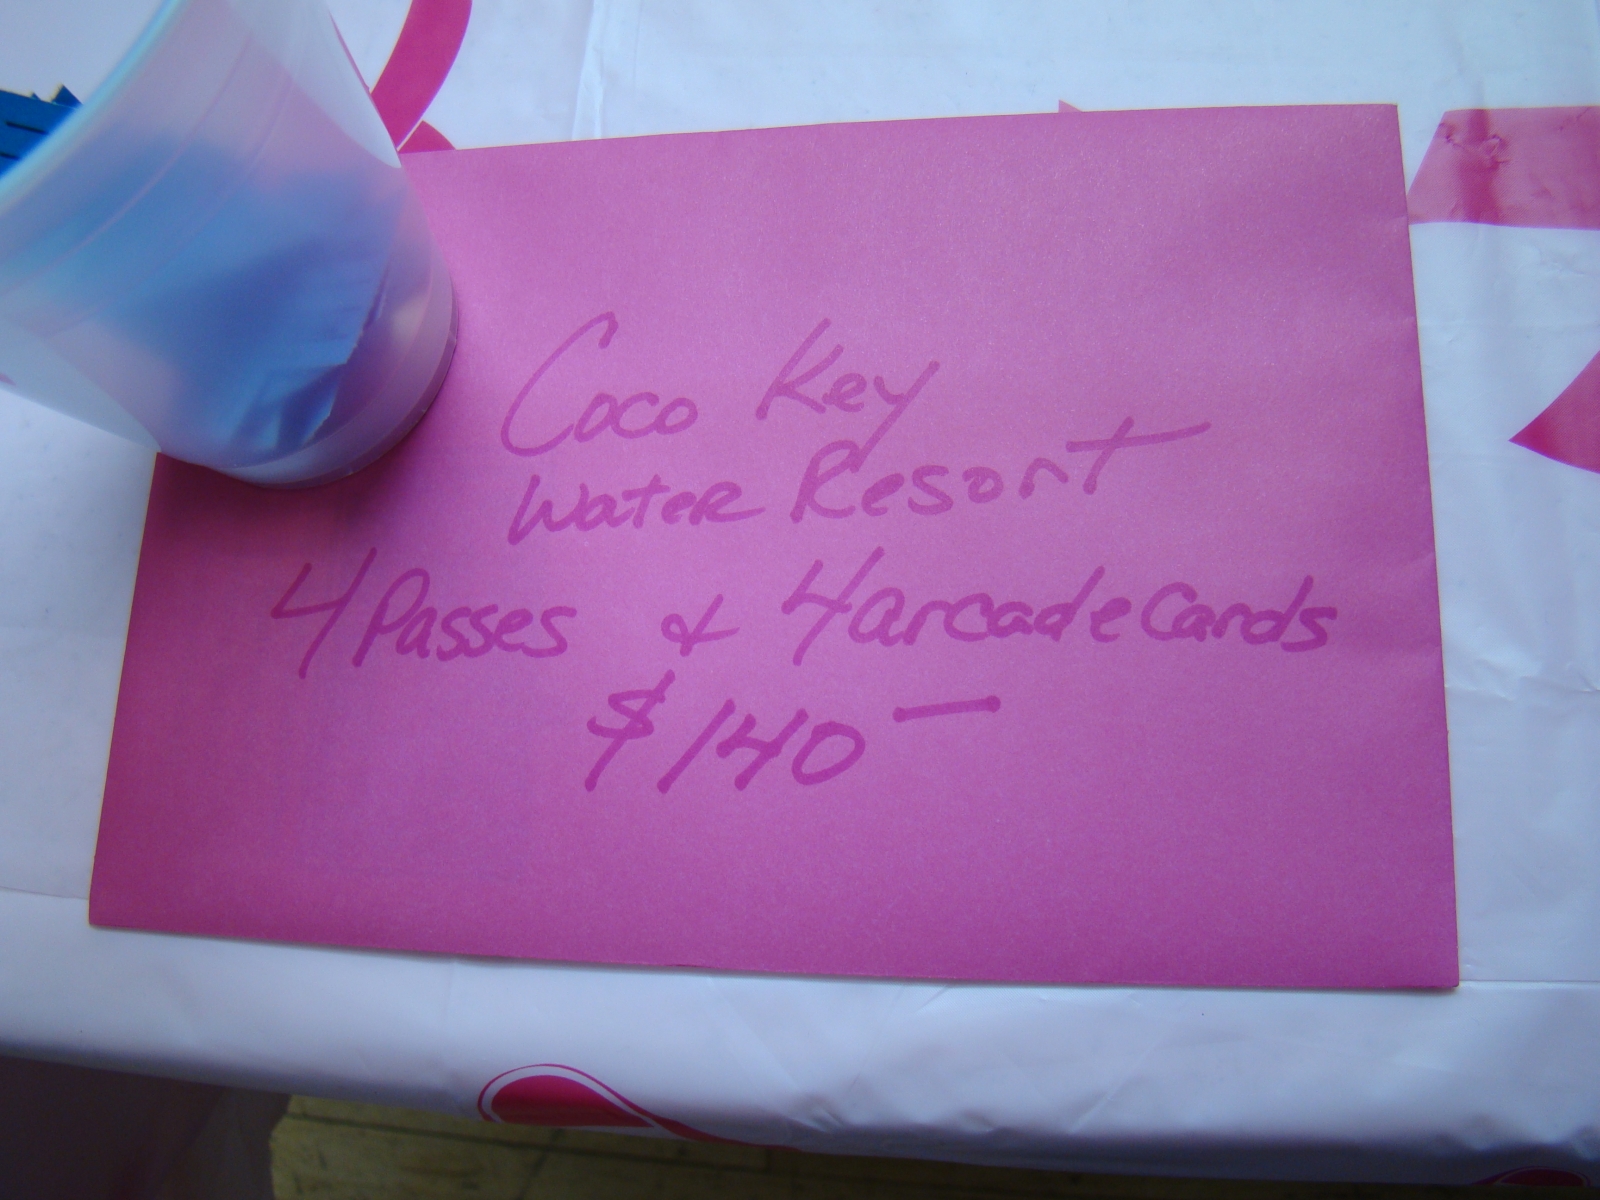 Coco Key
Water Resort
4 Passes & 4 arcade Cards
$140 —